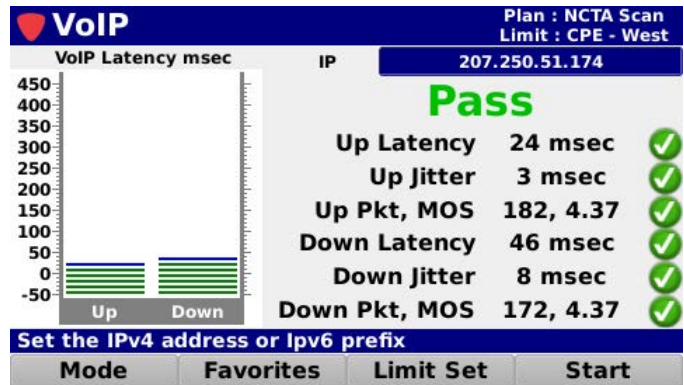 VoIP
Plan : NCTA Scan
Limit : CPE - West
VoIP Latency msec
IP 207.250.51.174
450
400
350
300
250
200
150
100
50
0
-50
Up Down
Pass
Up Latency 24 msec
Up Jitter 3 msec
Up Pkt, MOS 182, 4.37
Down Latency 46 msec
Down Jitter 8 msec
Down Pkt, MOS 172, 4.37
Set the IPv4 address or Ipv6 prefix
Mode Favorites Limit Set Start